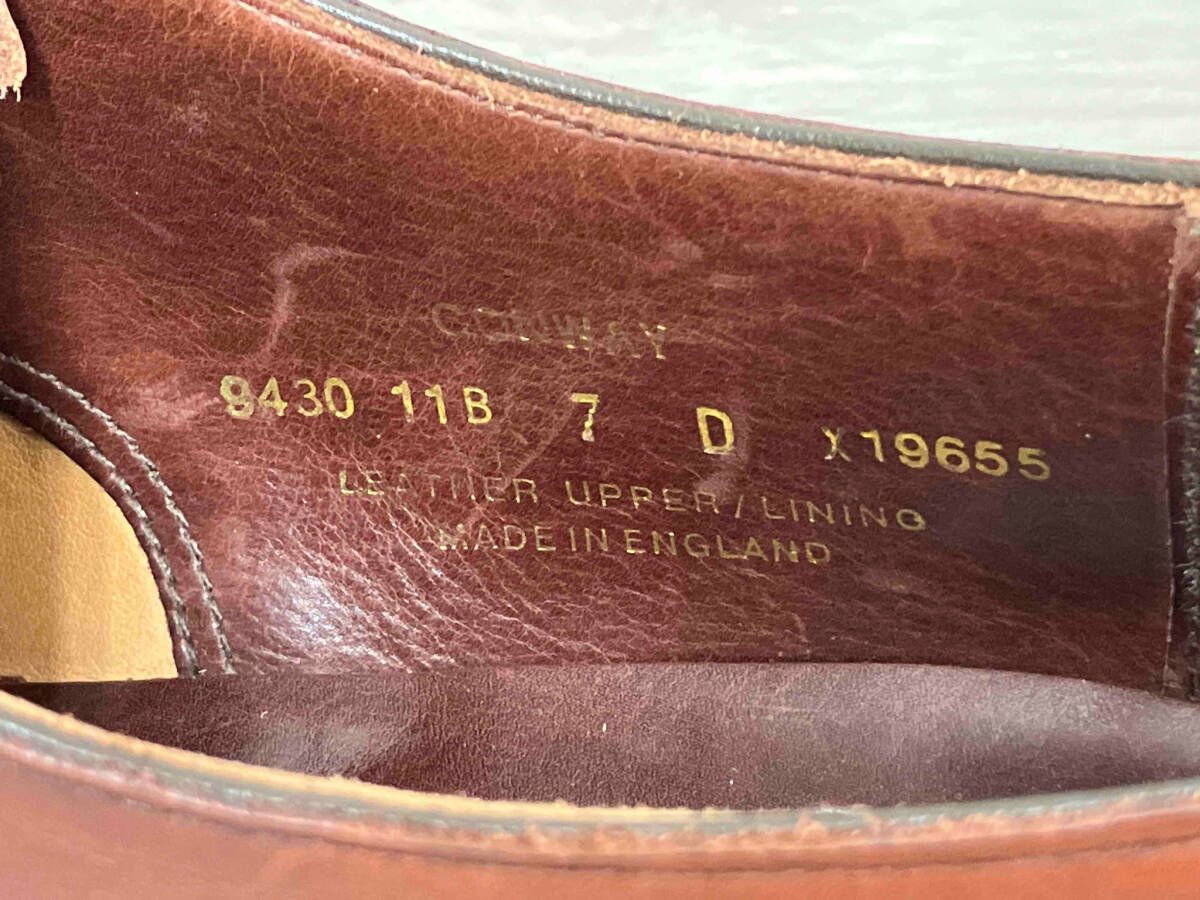 CONWAY
9430 11B 7 D X19655
LEATHER UPPER/LINING
MADE IN ENGLAND